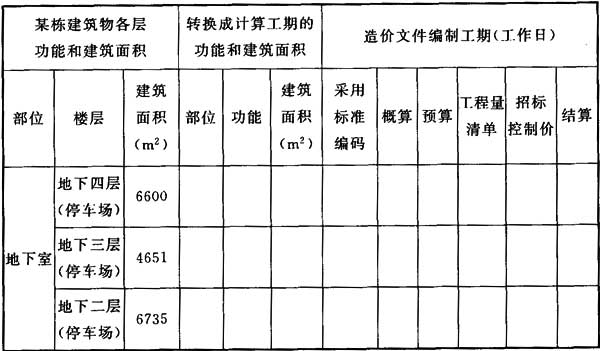 某栋建筑物各层
功能和建筑面积
转换成计算工期的
功能和建筑面积
造价文件编制工期(工作日)
部位
楼层
建筑
面积
(m²)
部位
功能
建筑
面积
(m²)
采用
标准
编码
概算
预算
工程量
清单
招标
控制价
结算
地下室
地下四层
(停车场)
6600
地下三层
(停车场)
4651
地下二层
(停车场)
6735